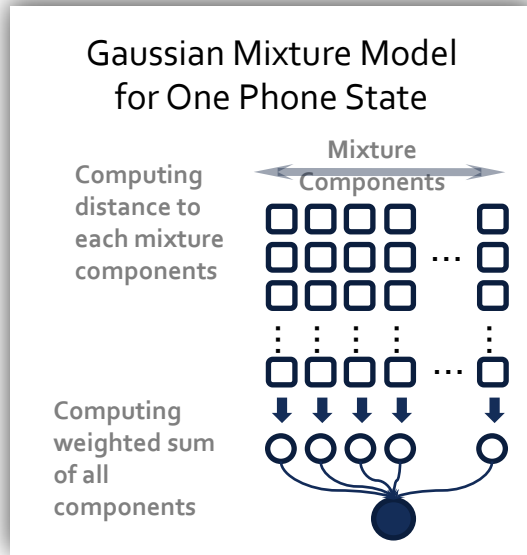 Gaussian Mixture Model
for One Phone State
Mixture
Components
Computing
distance to
each mixture
components
...
...
Computing
weighted sum
of all
components